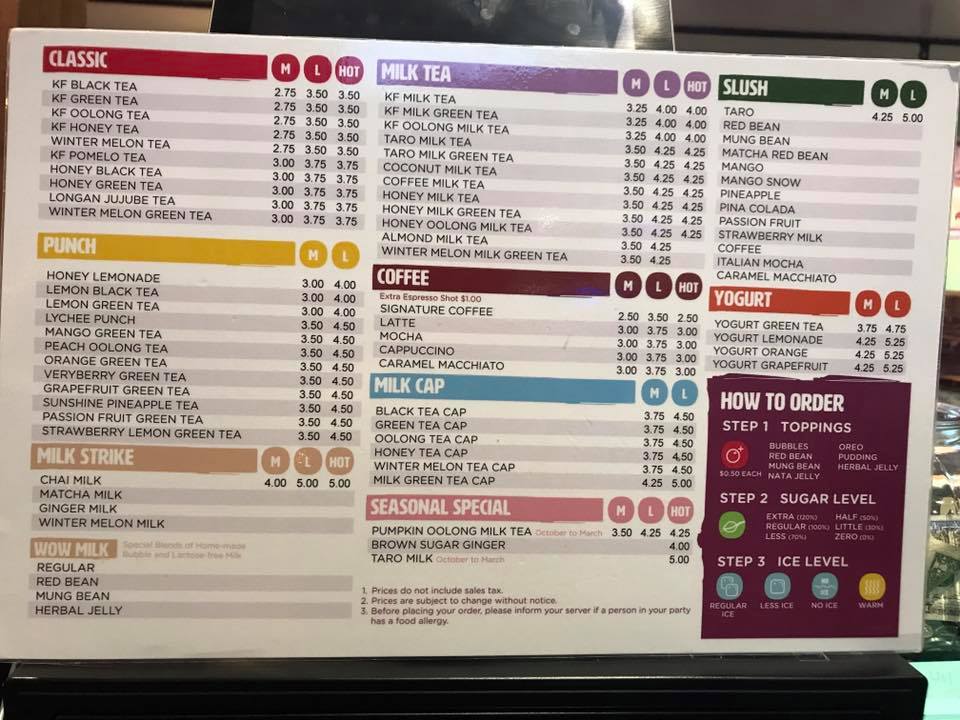 CLASSIC M L HOT
KF BLACK TEA 2.75 3.50 3.50
KF GREEN TEA 2.75 3.50 3.50
KF OOLONG TEA 2.75 3.50 3.50
KF HONEY TEA 2.75 3.50 3.50
WINTER MELON TEA 2.75 3.50 3.50
KF POMELO TEA 3.00 3.75 3.75
HONEY BLACK TEA 3.00 3.75 3.75
HONEY GREEN TEA 3.00 3.75 3.75
LONGAN JUJUBE TEA 3.00 3.75 3.75
WINTER MELON GREEN TEA 3.00 3.75 3.75
PUNCH M L
HONEY LEMONADE 3.00 4.00
LEMON BLACK TEA 3.00 4.00
LEMON GREEN TEA 3.00 4.00
LYCHEE PUNCH 3.50 4.50
MANGO GREEN TEA 3.50 4.50
PEACH OOLONG TEA 3.50 4.50
ORANGE GREEN TEA 3.50 4.50
VERYBERRY GREEN TEA 3.50 4.50
GRAPEFRUIT GREEN TEA 3.50 4.50
SUNSHINE PINEAPPLE TEA 3.50 4.50
PASSION FRUIT GREEN TEA 3.50 4.50
STRAWBERRY LEMON GREEN TEA 3.50 4.50
MILK STRIKE M L HOT
CHAI MILK 4.00 5.00 5.00
MATCHA MILK
GINGER MILK
WINTER MELON MILK
WOW MILK Special Blends of Home-made
Bubble and Lactose-free Milk
REGULAR
RED BEAN
MUNG BEAN
HERBAL JELLY
MILK TEA M L HOT
KF MILK TEA 3.25 4.00 4.00
KF MILK GREEN TEA 3.25 4.00 4.00
KF OOLONG MILK TEA 3.25 4.00 4.00
TARO MILK TEA 3.50 4.25 4.25
TARO MILK GREEN TEA 3.50 4.25 4.25
COCONUT MILK TEA 3.50 4.25 4.25
COFFEE MILK TEA 3.50 4.25 4.25
HONEY MILK TEA 3.50 4.25 4.25
HONEY MILK GREEN TEA 3.50 4.25 4.25
HONEY OOLONG MILK TEA 3.50 4.25 4.25
ALMOND MILK TEA 3.50 4.25
WINTER MELON MILK GREEN TEA 3.50 4.25
COFFEE M L HOT
Extra Espresso Shot $1.00
SIGNATURE COFFEE 2.50 3.50 2.50
LATTE 3.00 3.75 3.00
MOCHA 3.00 3.75 3.00
CAPPUCCINO 3.00 3.75 3.00
CARAMEL MACCHIATO 3.00 3.75 3.00
MILK CAP M L
BLACK TEA CAP 3.75 4.50
GREEN TEA CAP 3.75 4.50
OOLONG TEA CAP 3.75 4.50
HONEY TEA CAP 3.75 4,50
WINTER MELON TEA CAP 3.75 4.50
MILK GREEN TEA CAP 4.25 5.00
SEASONAL SPECIAL M L HOT
PUMPKIN OOLONG MILK TEA October to March 3.50 4.25 4.25
BROWN SUGAR GINGER 4.00
TARO MILK October to March 5.00
1. Prices do not include sales tax.
2. Prices are subject to change without notice.
3. Before placing your order, please inform your server if a person in your party
has a food allergy.
SLUSH M L
TARO 4.25 5.00
RED BEAN
MUNG BEAN
MATCHA RED BEAN
MANGO
MANGO SNOW
PINEAPPLE
PINA COLADA
PASSION FRUIT
STRAWBERRY MILK
COFFEE
ITALIAN MOCHA
CARAMEL MACCHIATO
YOGURT M L
YOGURT GREEN TEA 3.75 4.75
YOGURT LEMONADE 4.25 5.25
YOGURT ORANGE 4.25 5.25
YOGURT GRAPEFRUIT 4.25 5.25
HOW TO ORDER
STEP 1 TOPPINGS
BUBBLES OREO
RED BEAN PUDDING
MUNG BEAN HERBAL JELLY
$0.50 EACH NATA JELLY
STEP 2 SUGAR LEVEL
EXTRA (120%) HALF (50%)
REGULAR (100%) LITTLE (30%)
LESS (70%) ZERO (0%)
STEP 3 ICE LEVEL
NO
ICE
REGULAR ICE LESS ICE NO ICE WARM